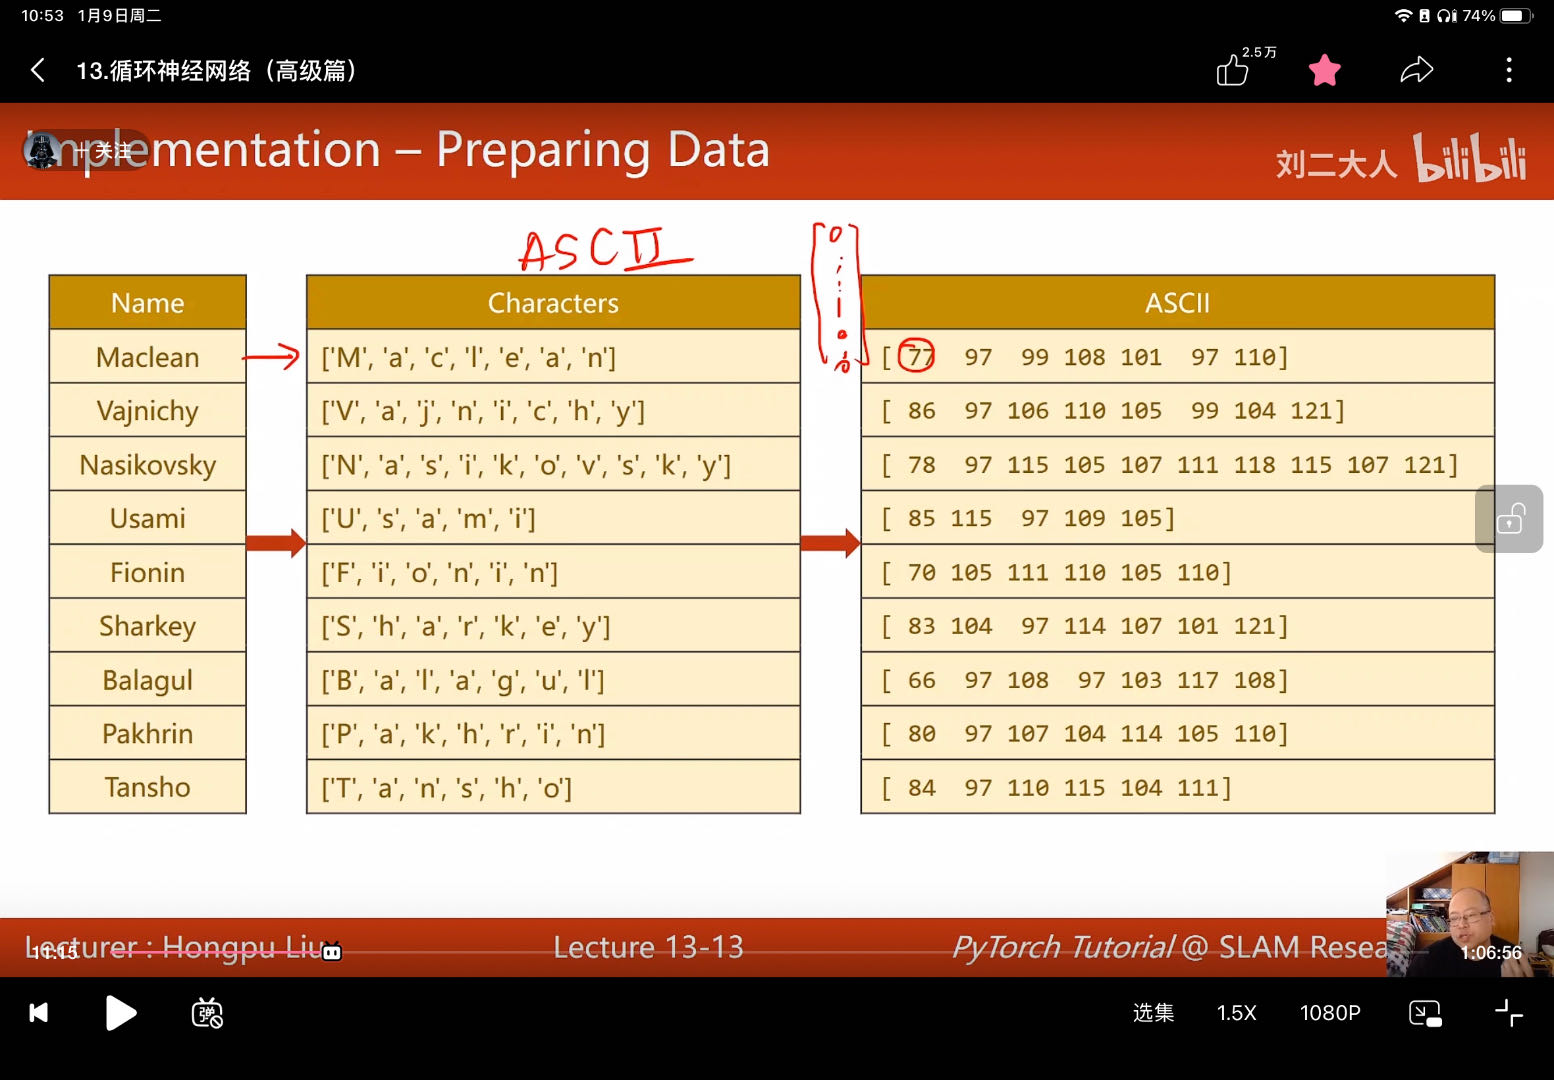 10:53 1月9日周二
74%
13.循环神经网络（高级篇）
2.5万
Implementation – Preparing Data
+ 关注
刘二大人 bilibili
ASCII
Name
Characters
ASCII
Maclean
['M', 'a', 'c', 'l', 'e', 'a', 'n']
[ 77 97 99 108 101 97 110]
Vajnichy
['V', 'a', 'j', 'n', 'i', 'c', 'h', 'y']
[ 86 97 106 110 105 99 104 121]
Nasikovsky
['N', 'a', 's', 'i', 'k', 'o', 'v', 's', 'k', 'y']
[ 78 97 115 105 107 111 118 115 107 121]
Usami
['U', 's', 'a', 'm', 'i']
[ 85 115 97 109 105]
Fionin
['F', 'i', 'o', 'n', 'i', 'n']
[ 70 105 111 110 105 110]
Sharkey
['S', 'h', 'a', 'r', 'k', 'e', 'y']
[ 83 104 97 114 107 101 121]
Balagul
['B', 'a', 'l', 'a', 'g', 'u', 'l']
[ 66 97 108 97 103 117 108]
Pakhrin
['P', 'a', 'k', 'h', 'r', 'i', 'n']
[ 80 97 107 104 114 105 110]
Tansho
['T', 'a', 'n', 's', 'h', 'o']
[ 84 97 110 115 104 111]
Lecturer : Hongpu Liu
Lecture 13-13
PyTorch Tutorial @ SLAM Resea
11:15
1:06:56
弹
选集
1.5X
1080P